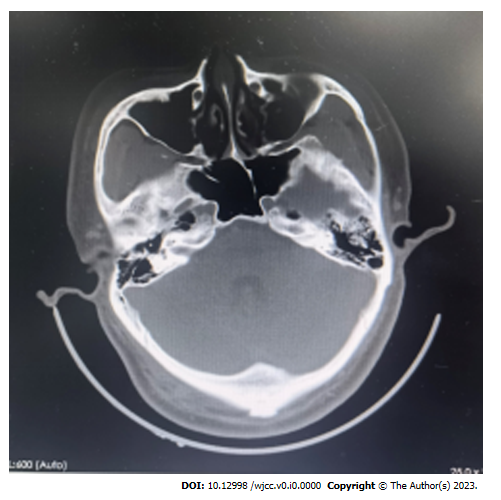 L:600 (Auto)
DOI: 10.12998 /wjcc.v0.i0.0000 Copyright © The Author(s) 2023.